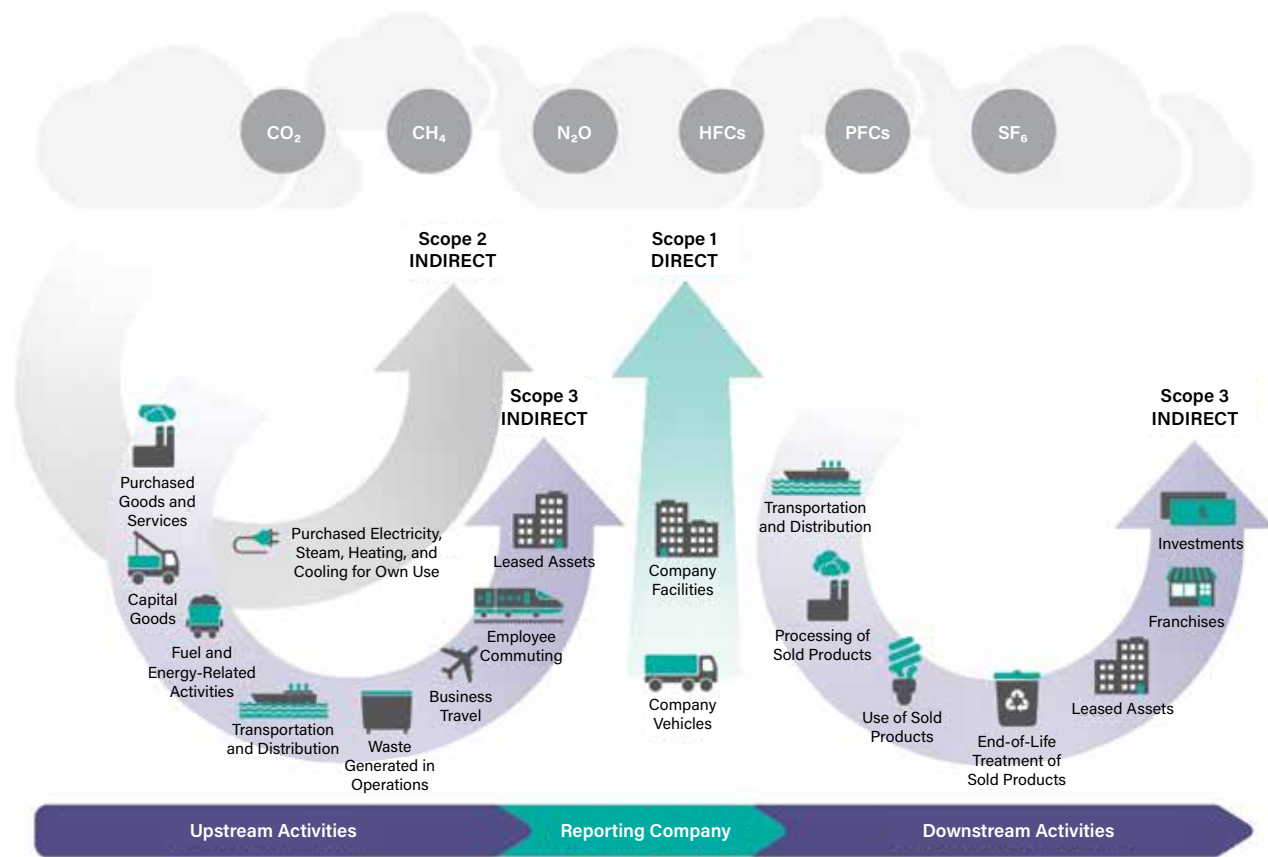 CO₂
CH₄
N₂O
HFCs
PFCs
SF₆
Scope 2
INDIRECT
Scope 1
DIRECT
Scope 3
INDIRECT
Scope 3
INDIRECT
Purchased
Goods and
Services
Capital
Goods
Fuel and
Energy-Related
Activities
Transportation
and Distribution
Waste
Generated in
Operations
Business
Travel
Employee
Commuting
Leased Assets
Purchased Electricity,
Steam, Heating, and
Cooling for Own Use
Company
Facilities
Company
Vehicles
Transportation
and Distribution
Processing of
Sold Products
Use of Sold
Products
End-of-Life
Treatment of
Sold Products
Leased Assets
Franchises
Investments
Upstream Activities
Reporting Company
Downstream Activities